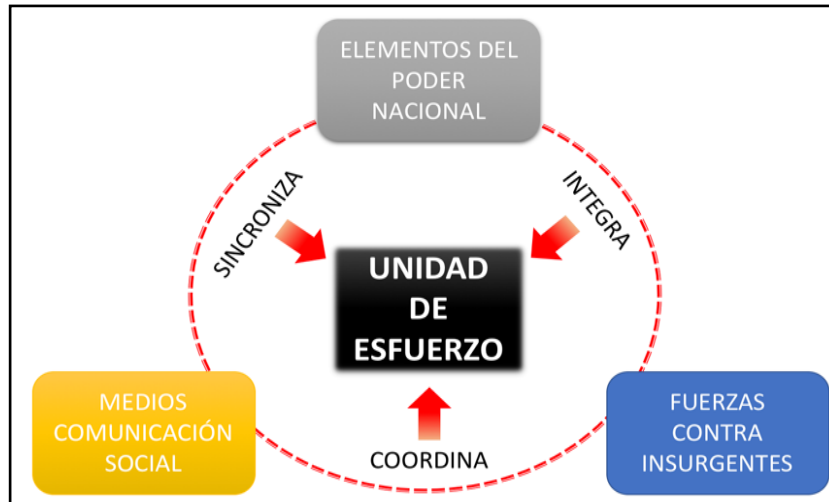 ELEMENTOS DEL
PODER
NACIONAL
SINCRONIZA
INTEGRA
UNIDAD
DE
ESFUERZO
MEDIOS
COMUNICACIÓN
SOCIAL
COORDINA
FUERZAS
CONTRA
INSURGENTES